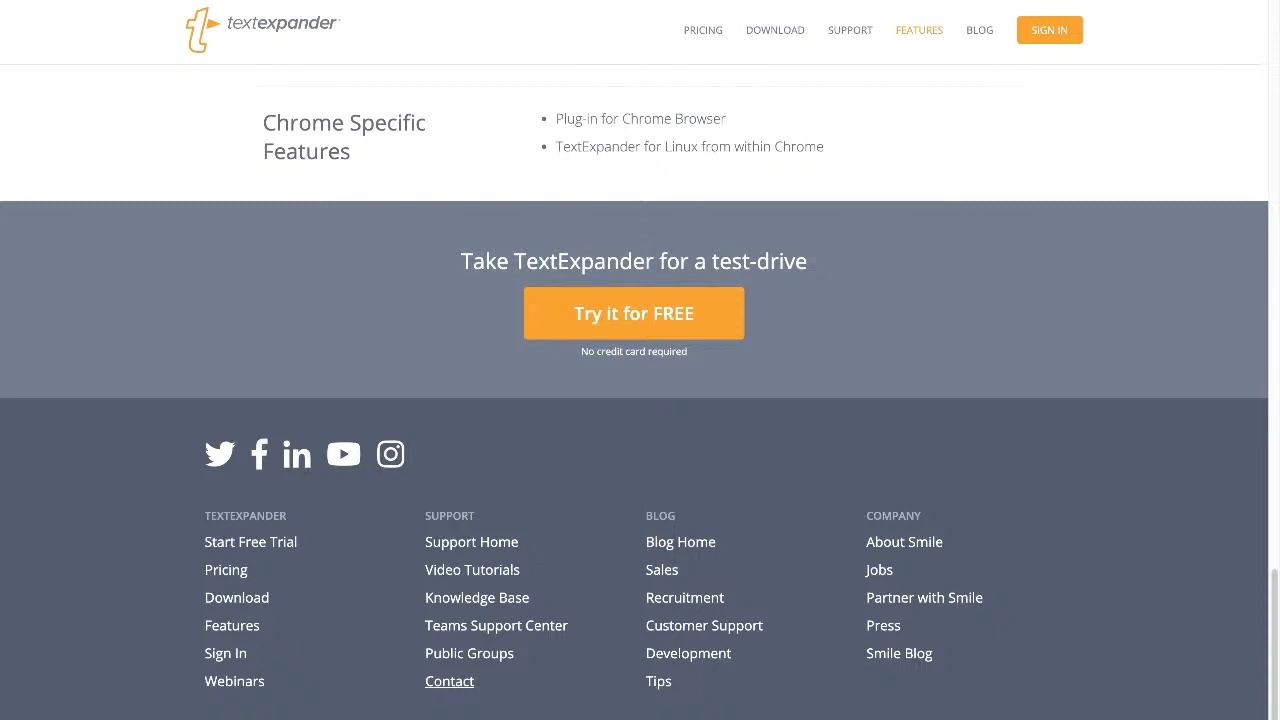 textexpander
PRICING
DOWNLOAD
SUPPORT
FEATURES
BLOG
SIGN IN
Chrome Specific
Features
• Plug-in for Chrome Browser
• TextExpander for Linux from within Chrome
Take TextExpander for a test-drive
Try it for FREE
No credit card required
TEXTEXPANDER
Start Free Trial
Pricing
Download
Features
Sign In
Webinars
SUPPORT
Support Home
Video Tutorials
Knowledge Base
Teams Support Center
Public Groups
Contact
BLOG
Blog Home
Sales
Recruitment
Customer Support
Development
Tips
COMPANY
About Smile
Jobs
Partner with Smile
Press
Smile Blog